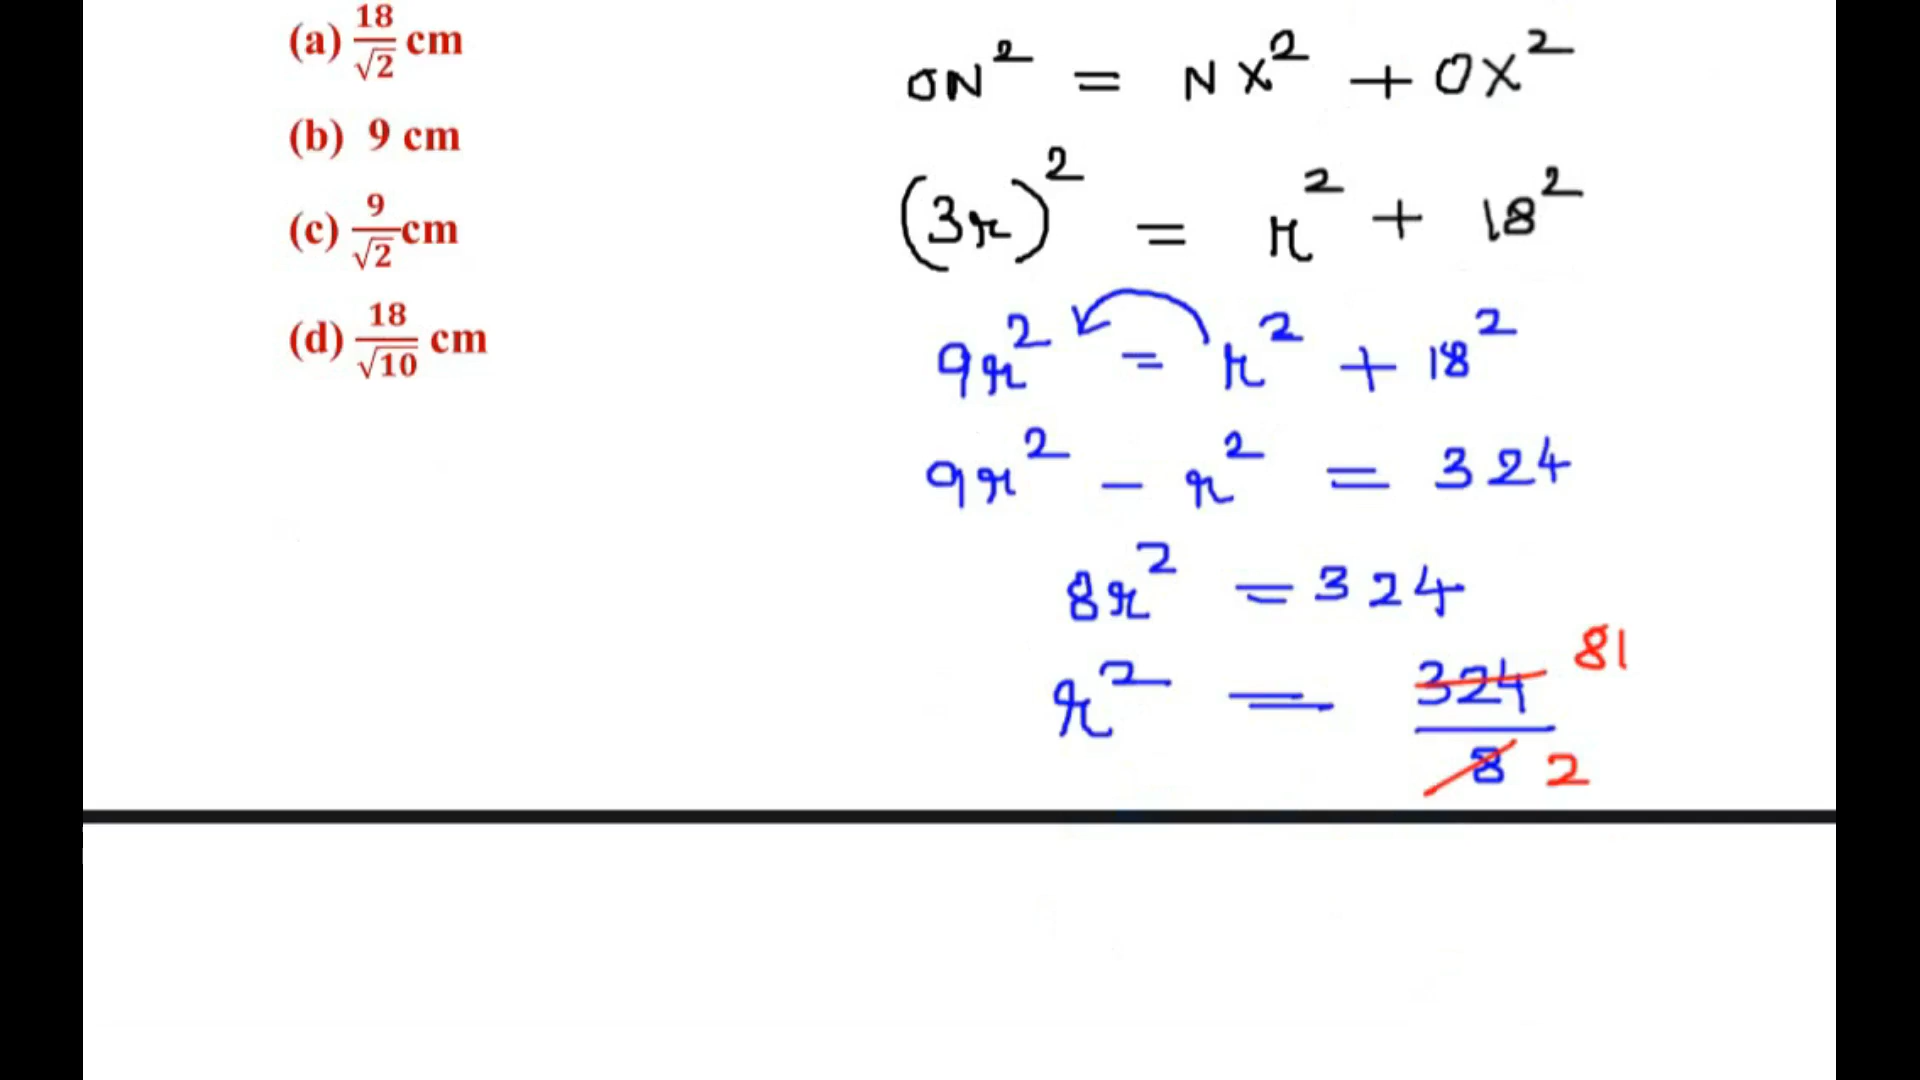 (a) 18/√2 cm
(b) 9 cm
(c) 9/√2 cm
(d) 18/√10 cm
ON² = NX² + OX²
(3r)² = r² + 18²
9r² = r² + 18²
9r² - r² = 324
8r² = 324
r² = 324/8 81 2